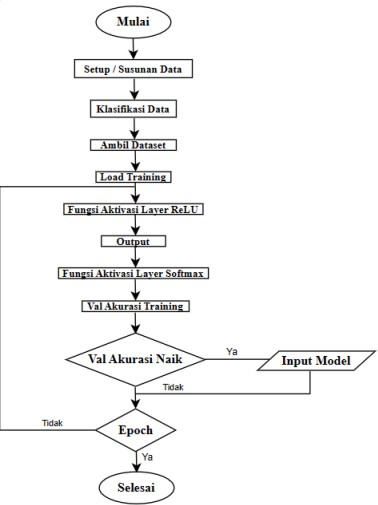 Mulai
Setup / Susunan Data
Klasifikasi Data
Ambil Dataset
Load Training
Fungsi Aktivasi Layer ReLU
Output
Fungsi Aktivasi Layer Softmax
Val Akurasi Training
Val Akurasi Naik
Ya
Input Model
Tidak
Tidak
Epoch
Ya
Selesai